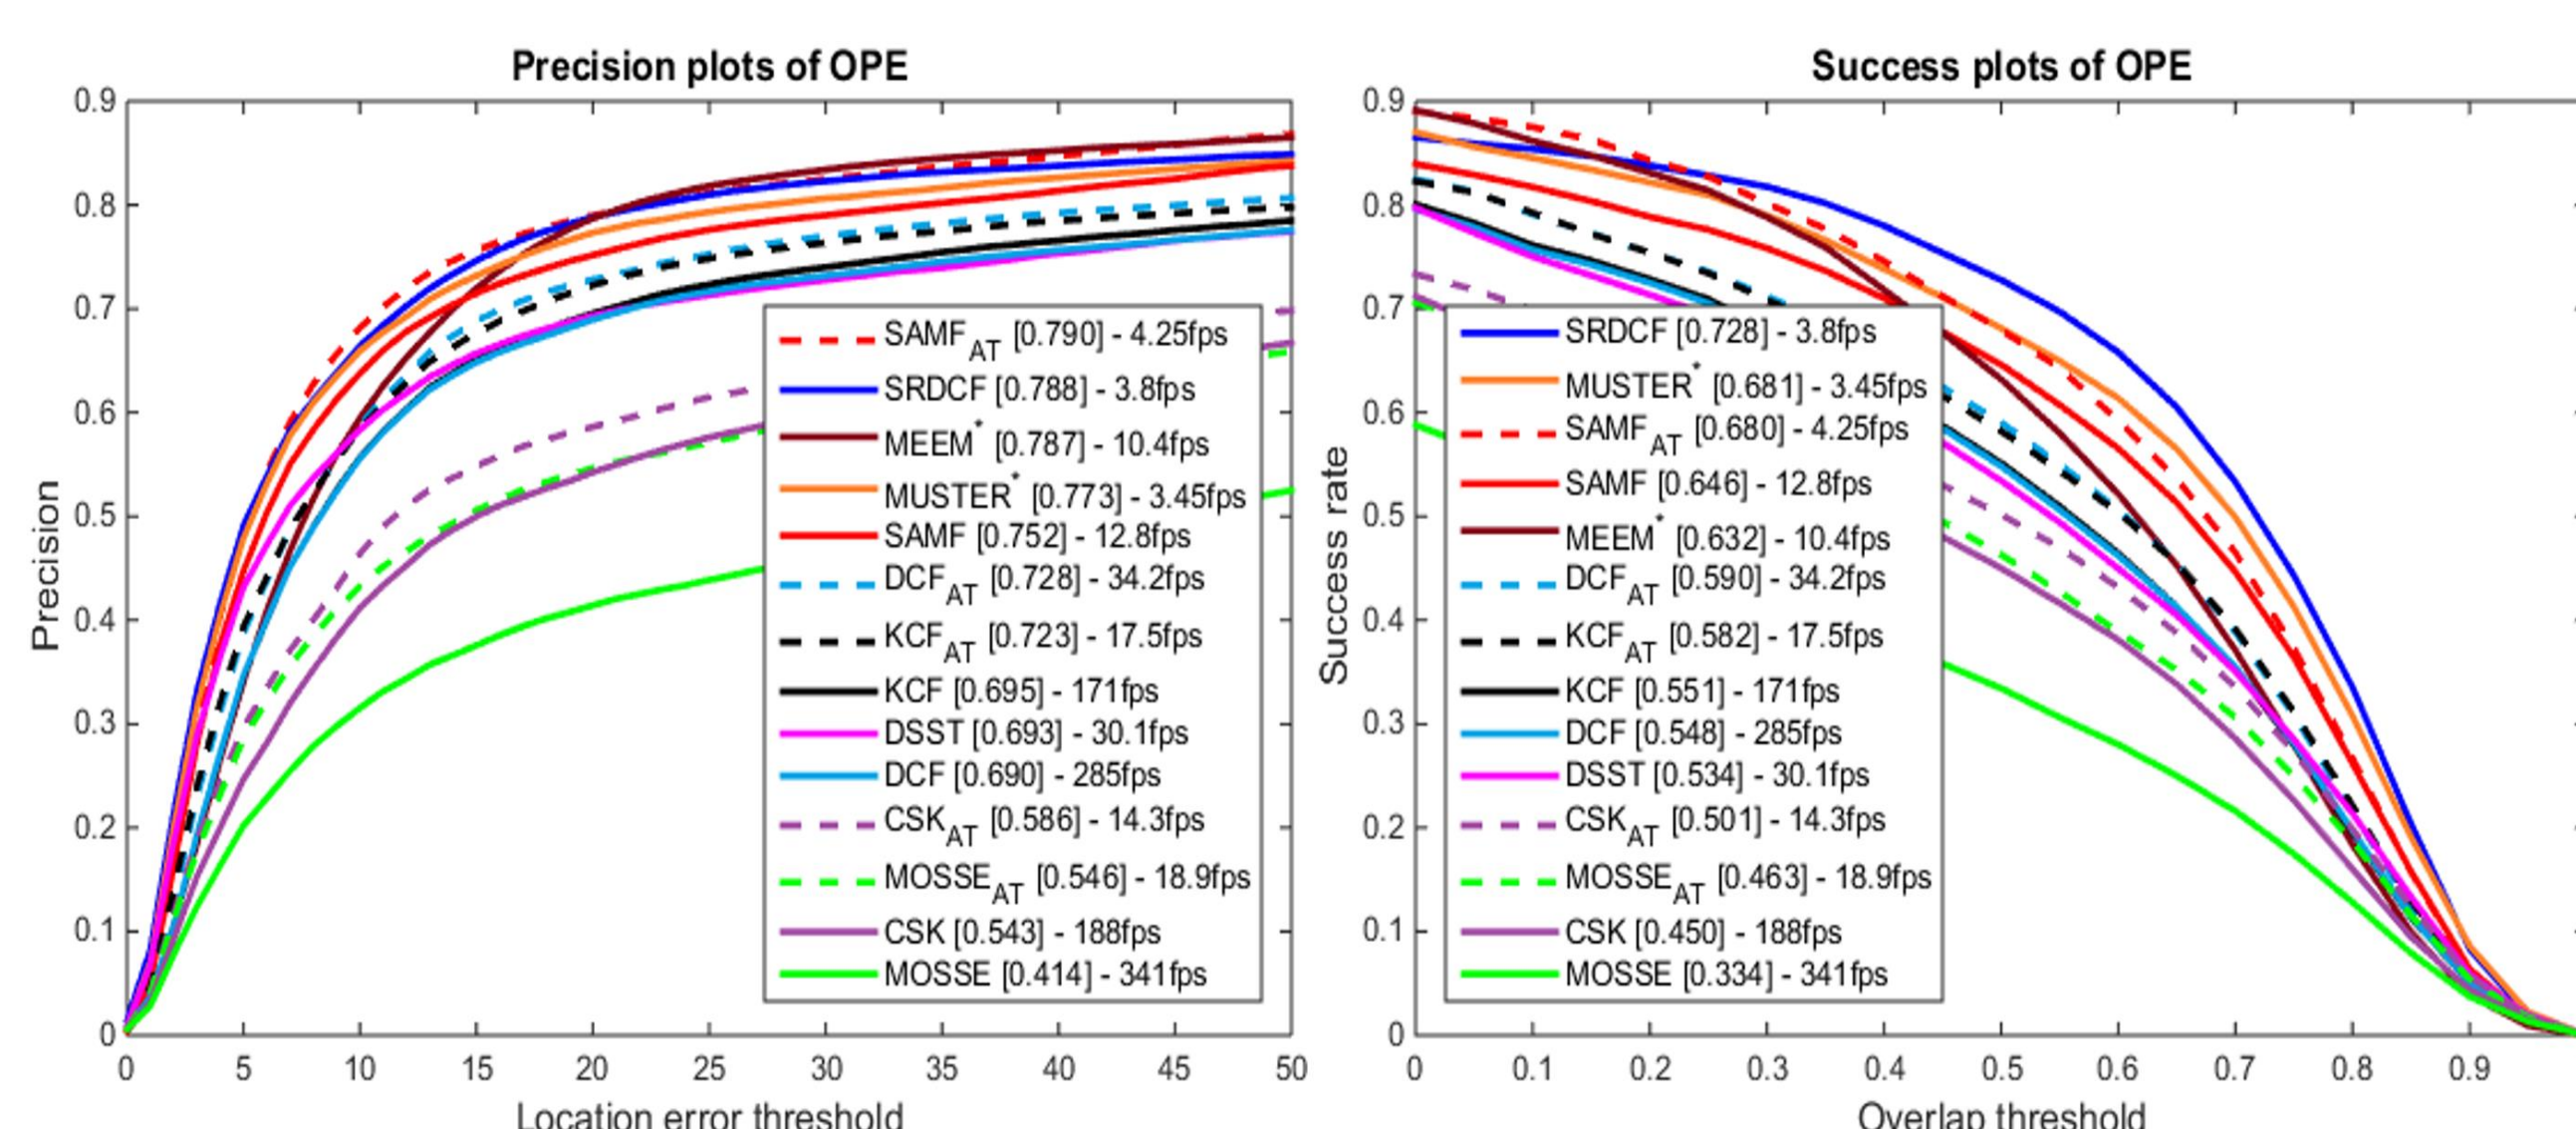 Precision plots of OPE
0.9
0.8
0.7
0.6
0.5
0.4
0.3
0.2
0.1
0
Precision
0 5 10 15 20 25 30 35 40 45 50
Location error threshold
SAMF_AT [0.790] - 4.25fps
SRDCF [0.788] - 3.8fps
MEEM* [0.787] - 10.4fps
MUSTER* [0.773] - 3.45fps
SAMF [0.752] - 12.8fps
DCF_AT [0.728] - 34.2fps
KCF_AT [0.723] - 17.5fps
KCF [0.695] - 171fps
DSST [0.693] - 30.1fps
DCF [0.690] - 285fps
CSK_AT [0.586] - 14.3fps
MOSSE_AT [0.546] - 18.9fps
CSK [0.543] - 188fps
MOSSE [0.414] - 341fps
Success plots of OPE
0.9
0.8
0.7
0.6
0.5
0.4
0.3
0.2
0.1
0
Success rate
0 0.1 0.2 0.3 0.4 0.5 0.6 0.7 0.8 0.9
Overlap threshold
SRDCF [0.728] - 3.8fps
MUSTER* [0.681] - 3.45fps
SAMF_AT [0.680] - 4.25fps
SAMF [0.646] - 12.8fps
MEEM* [0.632] - 10.4fps
DCF_AT [0.590] - 34.2fps
KCF_AT [0.582] - 17.5fps
KCF [0.551] - 171fps
DCF [0.548] - 285fps
DSST [0.534] - 30.1fps
CSK_AT [0.501] - 14.3fps
MOSSE_AT [0.463] - 18.9fps
CSK [0.450] - 188fps
MOSSE [0.334] - 341fps